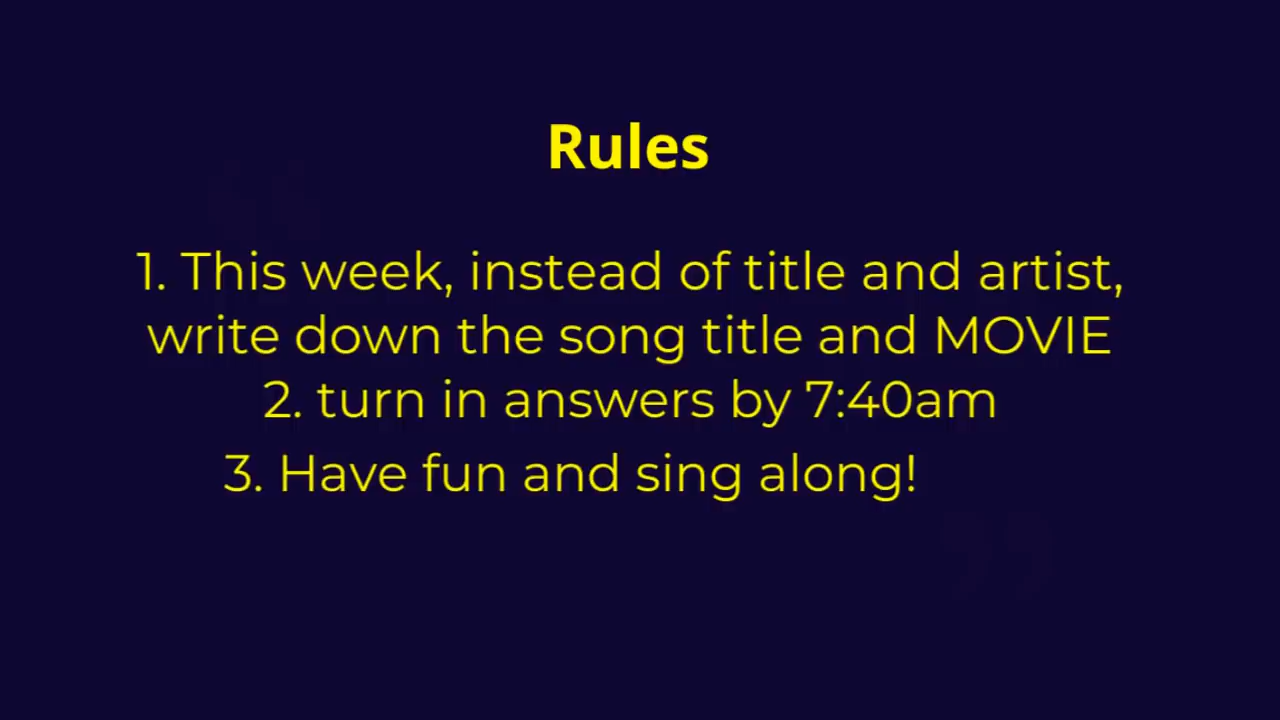 Rules
1. This week, instead of title and artist,
write down the song title and MOVIE
2. turn in answers by 7:40am
3. Have fun and sing along!